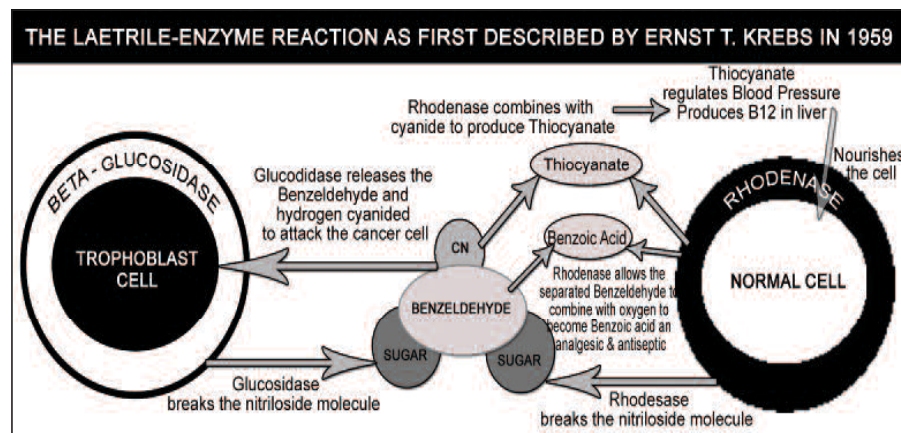 THE LAETRILE-ENZYME REACTION AS FIRST DESCRIBED BY ERNST T. KREBS IN 1959
Thiocyanate
regulates Blood Pressure
Produces B12 in liver
Rhodenase combines with
cyanide to produce Thiocyanate
Nourishes
the cell
BETA - GLUCOSIDASE
TROPHOBLAST
CELL
Glucodidase releases the
Benzeldehyde and
hydrogen cyanided
to attack the cancer cell
Thiocyanate
CN
Benzoic Acid
RHODENASE
NORMAL CELL
Rhodenase allows the
separated Benzeldehyde to
combine with oxygen to
become Benzoic acid an
analgesic & antiseptic
BENZELDEHYDE
SUGAR
SUGAR
Glucosidase
breaks the nitriloside molecule
Rhodesase
breaks the nitriloside molecule